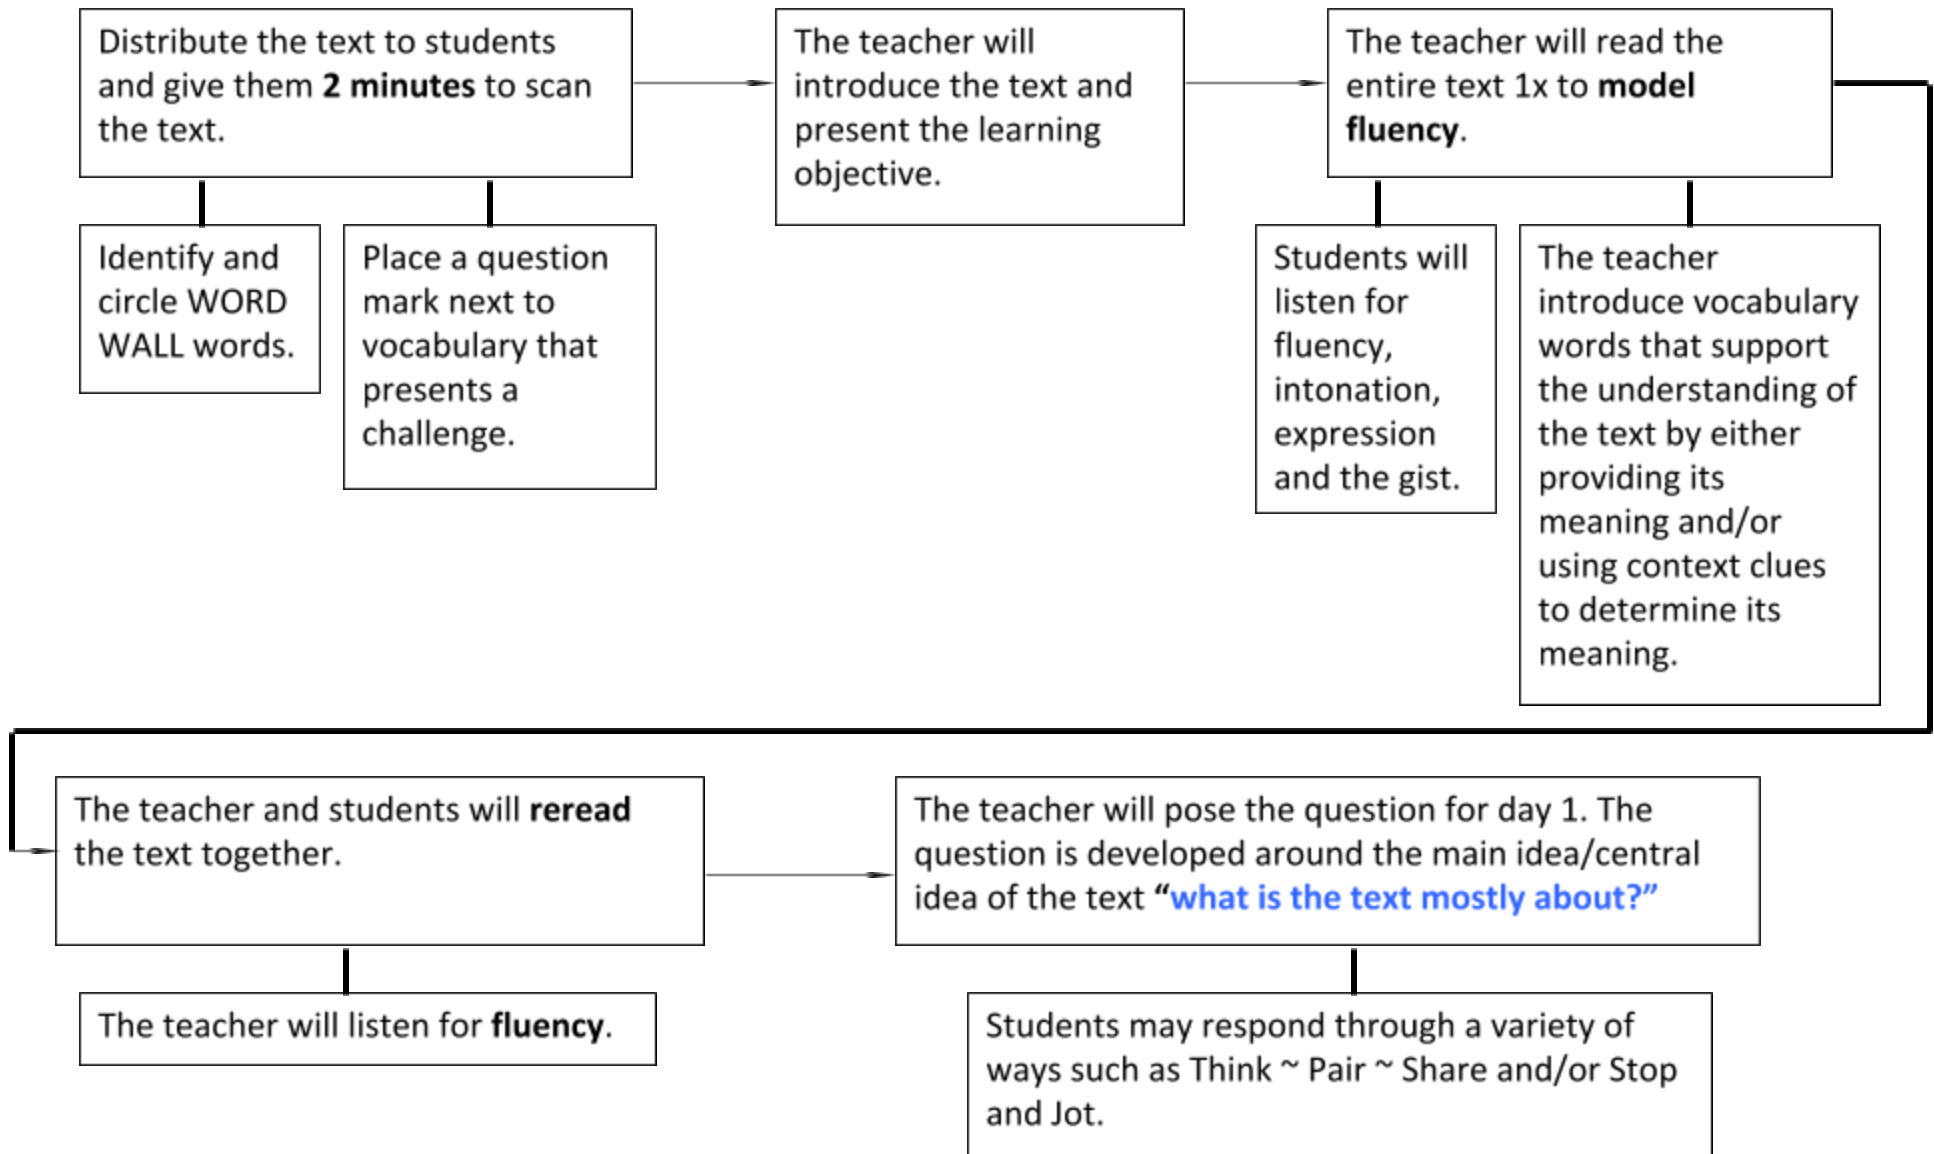 Distribute the text to students
and give them 2 minutes to scan
the text.
The teacher will
introduce the text and
present the learning
objective.
The teacher will read the
entire text 1x to model
fluency.
Identify and
circle WORD
WALL words.
Place a question
mark next to
vocabulary that
presents a
challenge.
Students will
listen for
fluency,
intonation,
expression
and the gist.
The teacher
introduce vocabulary
words that support
the understanding of
the text by either
providing its
meaning and/or
using context clues
to determine its
meaning.
The teacher and students will reread
the text together.
The teacher will pose the question for day 1. The
question is developed around the main idea/central
idea of the text “what is the text mostly about?”
The teacher will listen for fluency.
Students may respond through a variety of
ways such as Think ~ Pair ~ Share and/or Stop
and Jot.